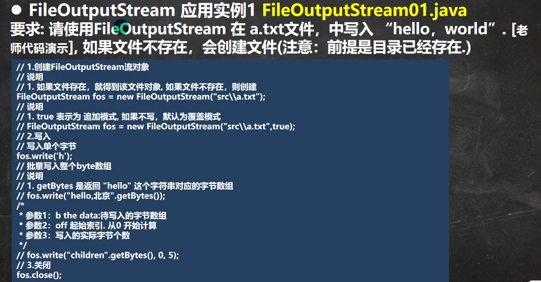 ● FileOutputStream 应用实例1 FileOutputStream01.java
要求: 请使用FileOutputStream 在 a.txt文件，中写入 “hello，world”. [老
师代码演示], 如果文件不存在，会创建文件(注意：前提是目录已经存在.)
// 1.创建FileOutputStream流对象
// 说明
// 1. 如果文件存在，就得到该文件对象, 如果文件不存在，则创建
FileOutputStream fos = new FileOutputStream("src\\a.txt");
// 说明
// 1. true 表示为 追加模式, 如果不写，默认为覆盖模式
// FileOutputStream fos = new FileOutputStream("src\\a.txt",true);
// 2.写入
// 写入单个字节
fos.write('h');
// 批量写入整个byte数组
// 说明
// 1. getBytes 是返回 "hello" 这个字符串对应的字节数组
// fos.write("hello,北京".getBytes());
/*
* 参数1：b the data:待写入的字节数组
* 参数2：off 起始索引. 从0 开始计算
* 参数3：写入的实际字节个数
*/
// fos.write("children".getBytes(), 0, 5);
// 3.关闭
fos.close();